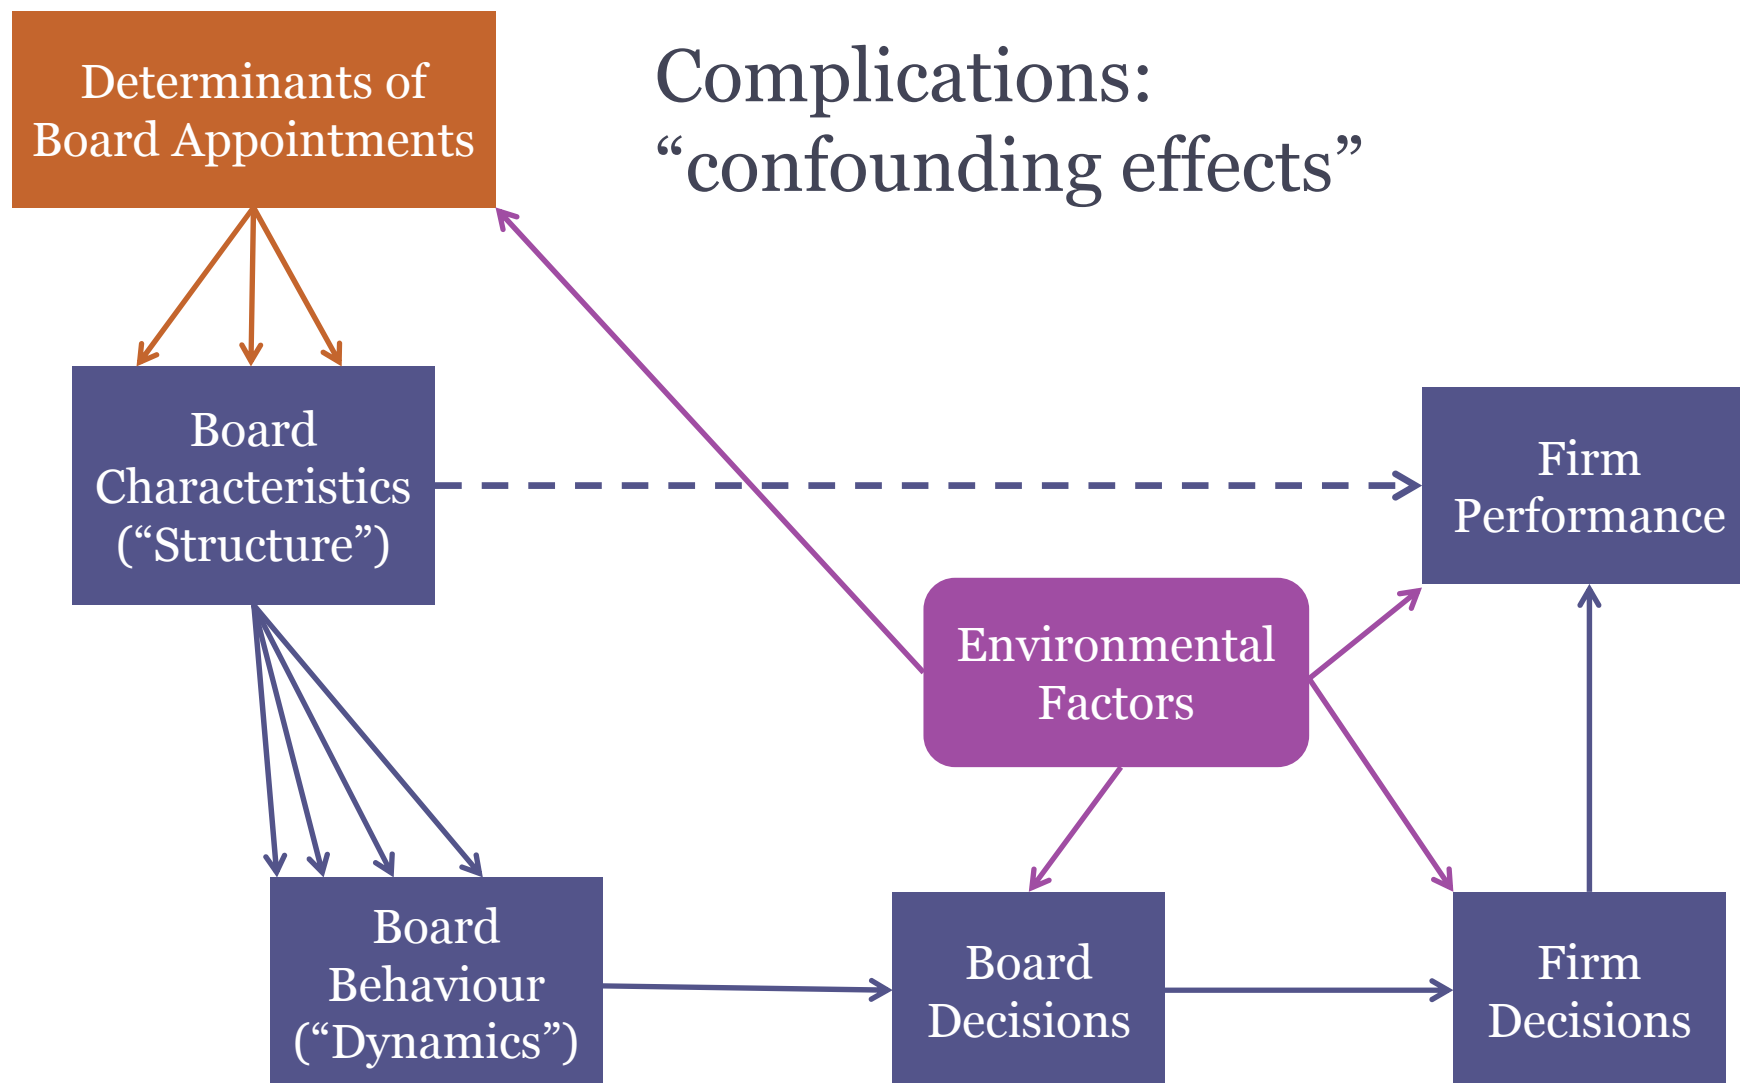 Determinants of
Board Appointments
Complications:
“confounding effects”
Board
Characteristics
(“Structure”)
Firm
Performance
Environmental
Factors
Board
Behaviour
(“Dynamics”)
Board
Decisions
Firm
Decisions